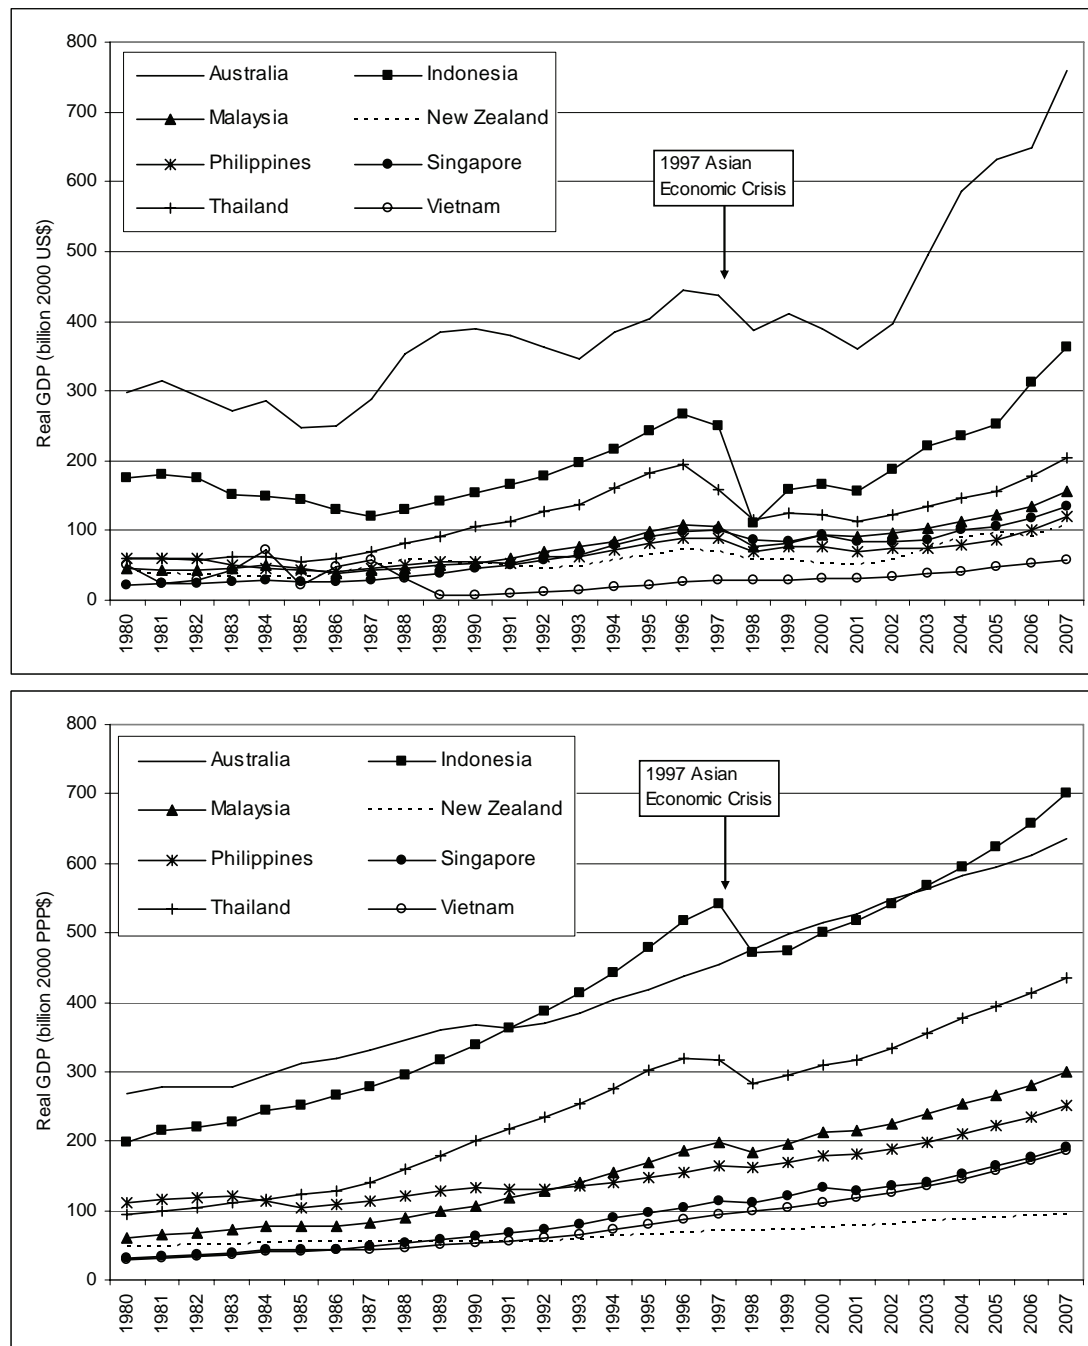 800
700
600
500
400
300
200
100
0
Real GDP (billion 2000 US$)
Australia Indonesia
Malaysia New Zealand
Philippines Singapore
Thailand Vietnam
1997 Asian
Economic Crisis
1980 1981 1982 1983 1984 1985 1986 1987 1988 1989 1990 1991 1992 1993 1994 1995 1996 1997 1998 1999 2000 2001 2002 2003 2004 2005 2006 2007
800
700
600
500
400
300
200
100
0
Real GDP (billion 2000 PPP$)
Australia Indonesia
Malaysia New Zealand
Philippines Singapore
Thailand Vietnam
1997 Asian
Economic Crisis
1980 1981 1982 1983 1984 1985 1986 1987 1988 1989 1990 1991 1992 1993 1994 1995 1996 1997 1998 1999 2000 2001 2002 2003 2004 2005 2006 2007